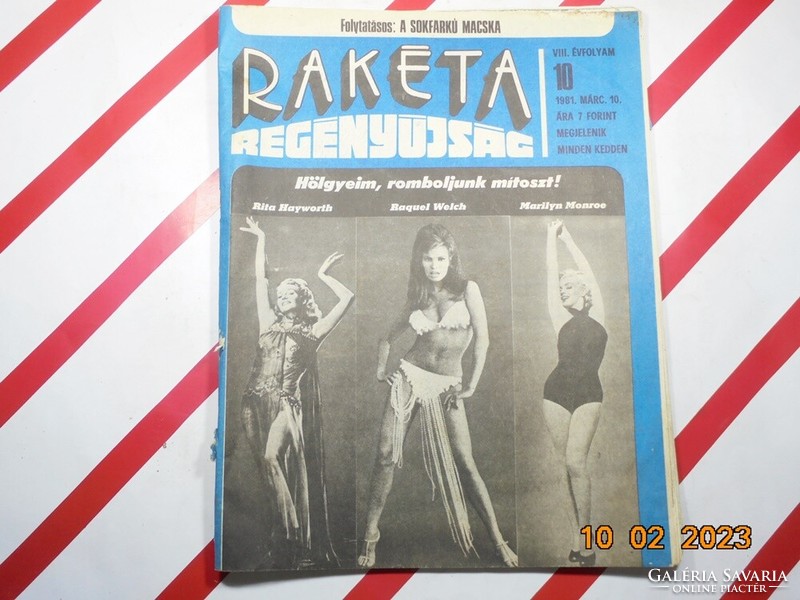 Folytatásos: A SOKFARKÚ MACSKA
RAKÉTA
REGÉNYÚJSÁG
VIII. ÉVFOLYAM
10
1981. MÁRC. 10.
ÁRA 7 FORINT
MEGJELENIK
MINDEN KEDDEN
Hölgyeim, romboljunk mítoszt!
Rita Hayworth
Raquel Welch
Marilyn Monroe
10 02 2023
GALÉRIA SAVARIA
ONLINE PIACTÉR